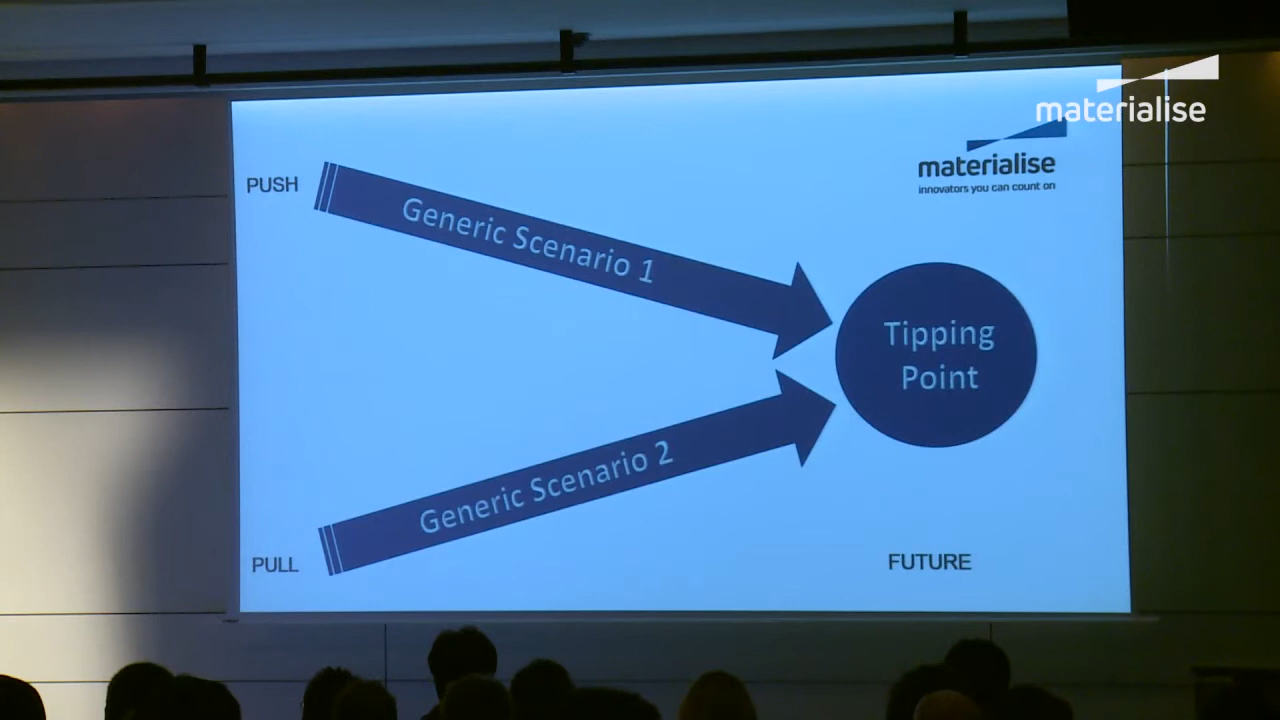 materialise
materialise
innovators you can count on
PUSH
Generic Scenario 1
Tipping
Point
Generic Scenario 2
PULL
FUTURE